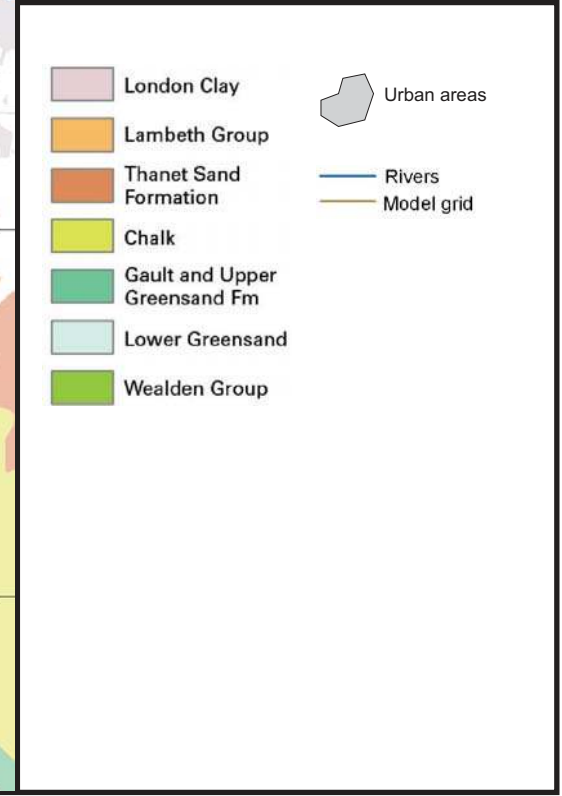 London Clay
Lambeth Group
Thanet Sand
Formation
Chalk
Gault and Upper
Greensand Fm
Lower Greensand
Wealden Group
Urban areas
Rivers
Model grid